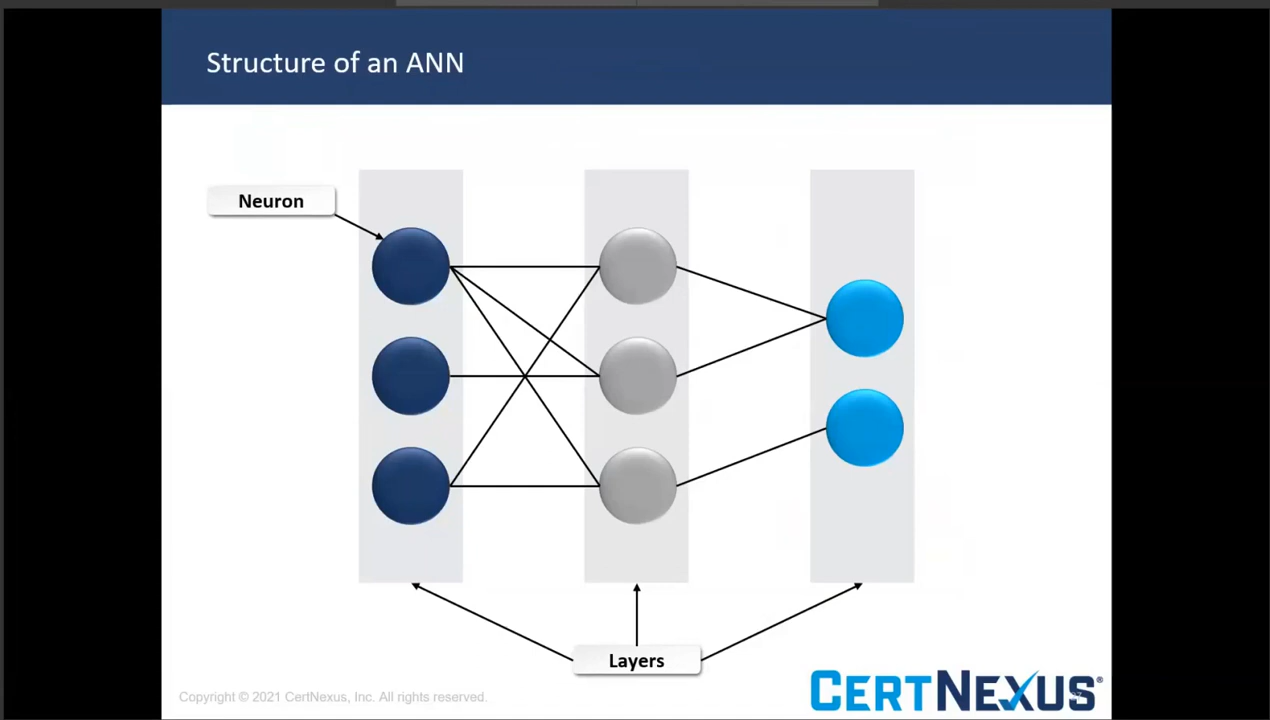 Structure of an ANN
Neuron
Layers
Copyright © 2021 CertNexus, Inc. All rights reserved.
CERTNEXUS®